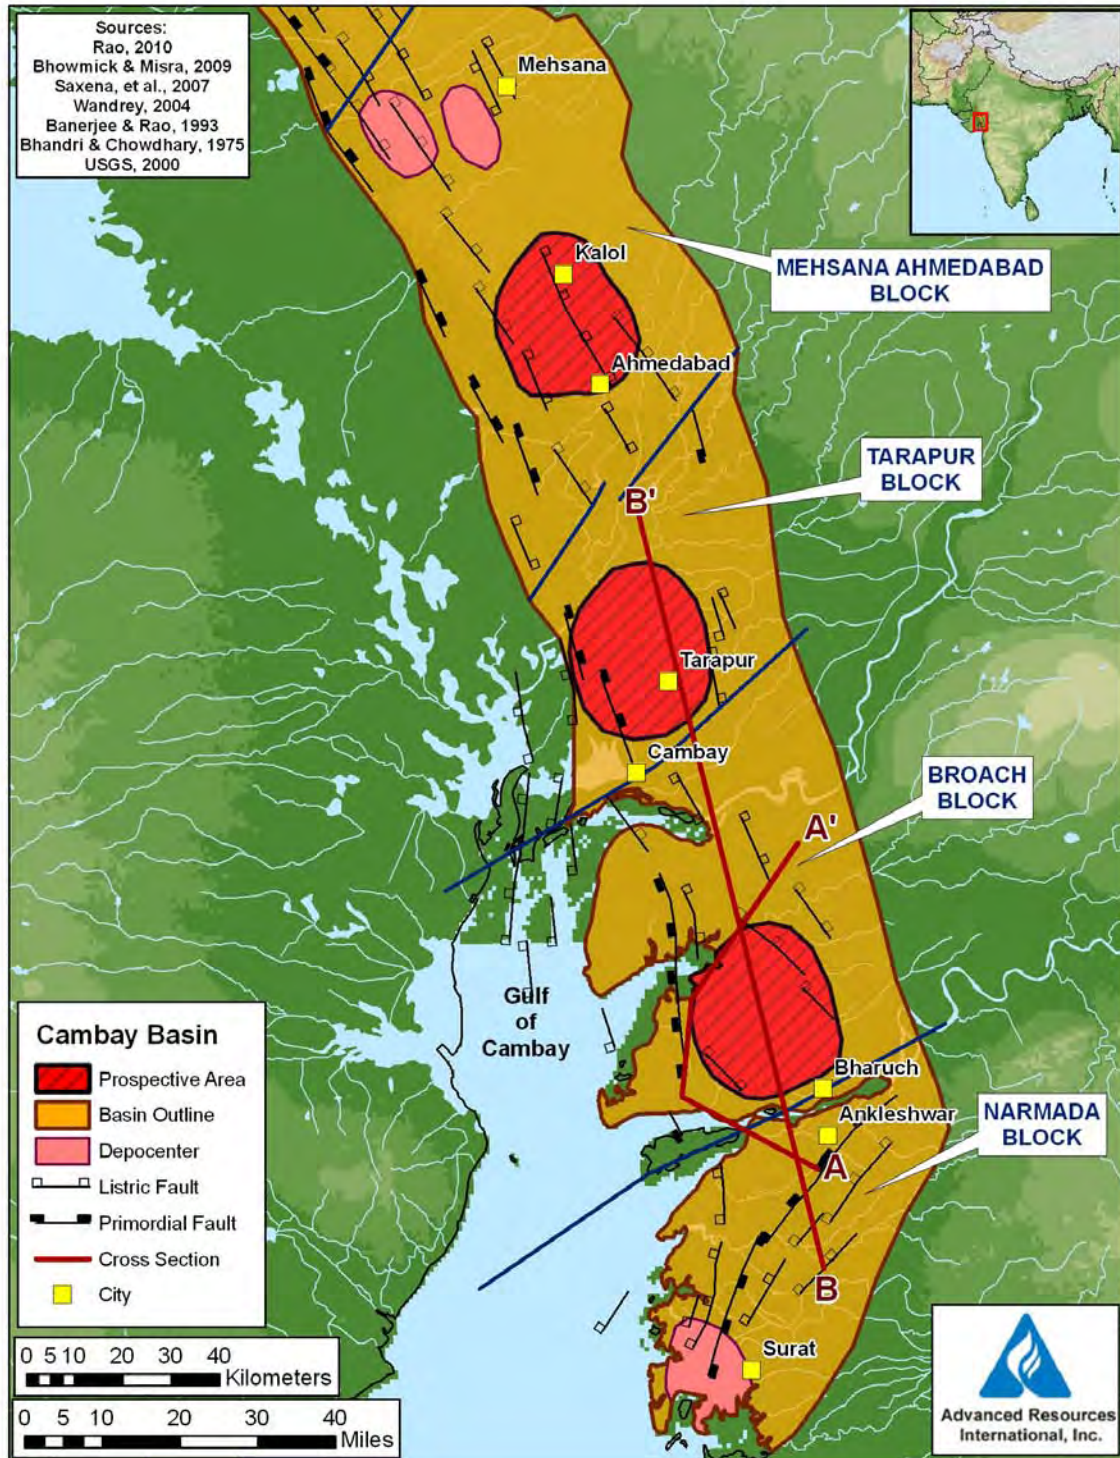 Sources:
Rao, 2010
Bhowmick & Misra, 2009
Saxena, et al., 2007
Wandrey, 2004
Banerjee & Rao, 1993
Bhandri & Chowdhary, 1975
USGS, 2000
Mehsana
Kalol
MEHSANA AHMEDABAD
BLOCK
Ahmedabad
TARAPUR
BLOCK
B'
Tarapur
Cambay
BROACH
BLOCK
A'
Gulf
of
Cambay
Bharuch
Ankleshwar
NARMADA
BLOCK
A
B
Surat
Cambay Basin
Prospective Area
Basin Outline
Depocenter
Listric Fault
Primordial Fault
Cross Section
City
0 5 10 20 30 40
Kilometers
0 5 10 20 30 40
Miles
Advanced Resources
International, Inc.